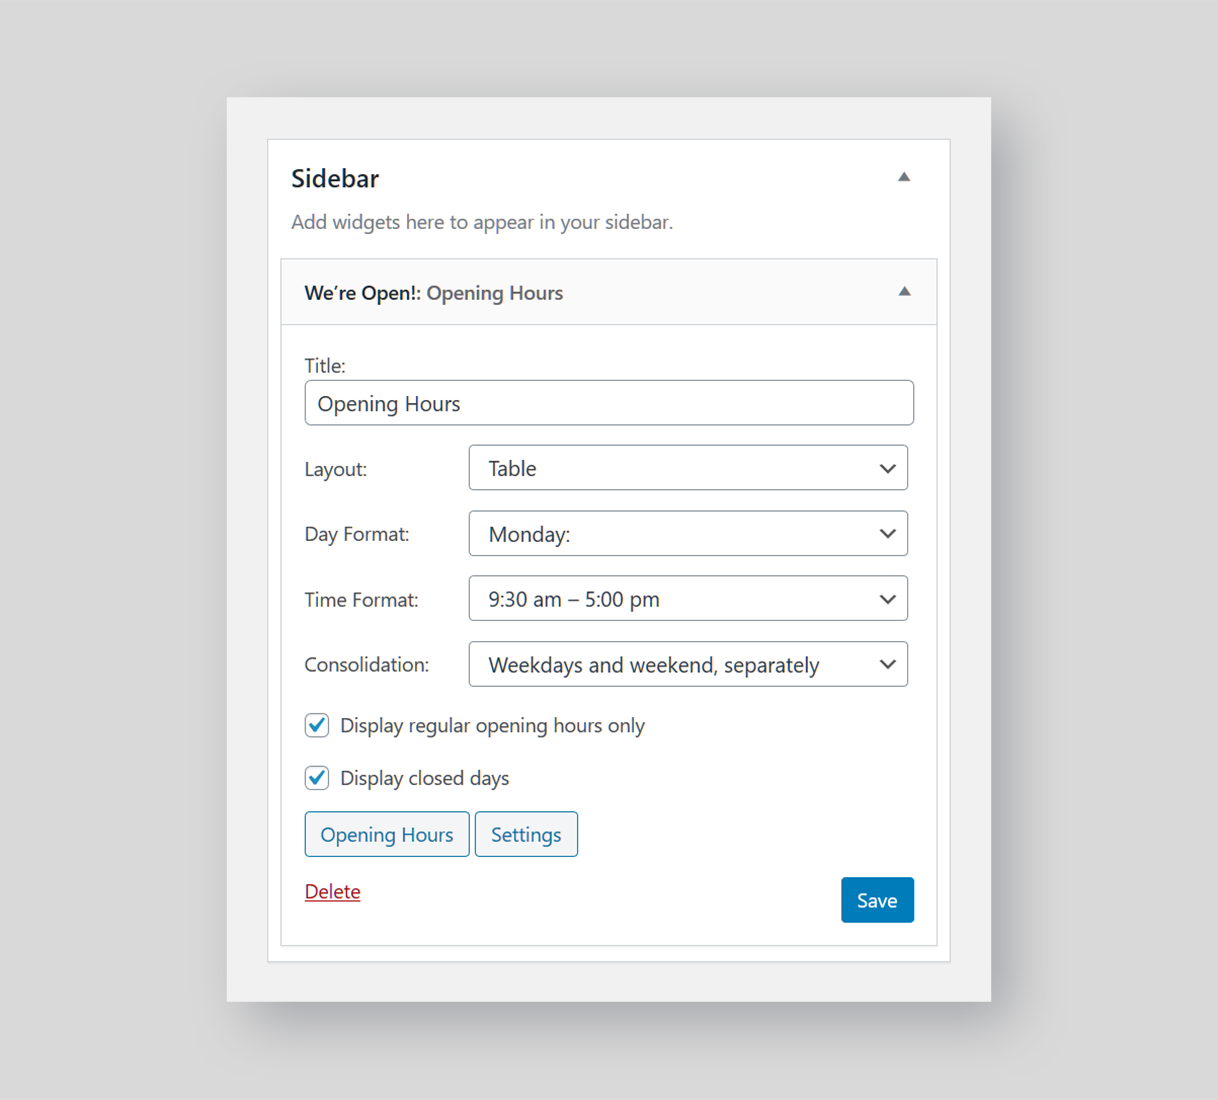 Sidebar
Add widgets here to appear in your sidebar.
We’re Open!: Opening Hours
Title:
Opening Hours
Layout: Table
Day Format: Monday:
Time Format: 9:30 am – 5:00 pm
Consolidation: Weekdays and weekend, separately
Display regular opening hours only
Display closed days
Opening Hours Settings
Delete
Save